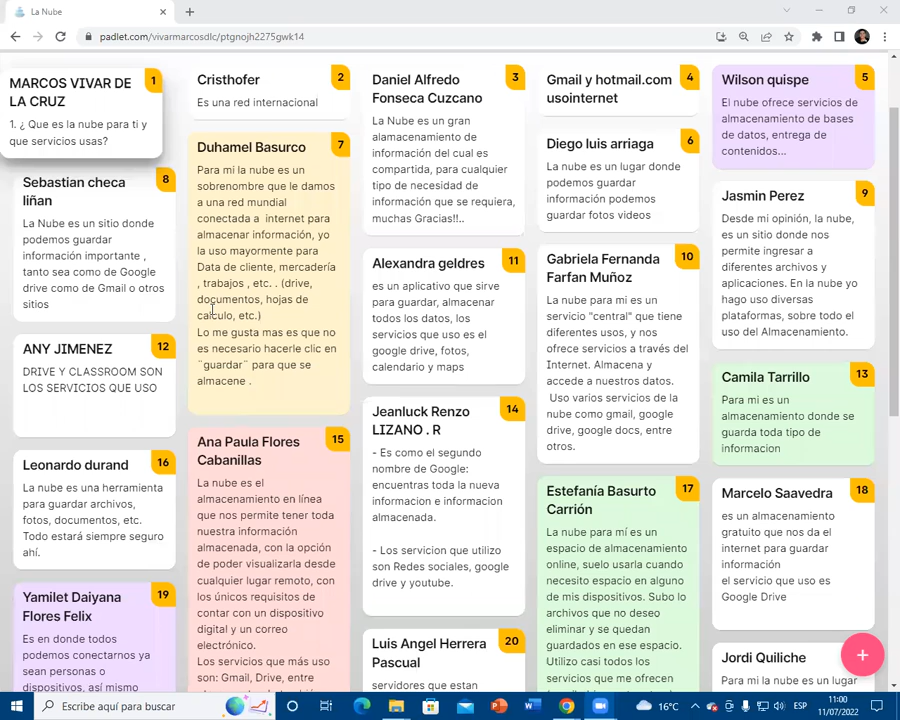 La Nube
padlet.com/vivarmarcosdlc/ptgnojh2275gwk14
1
MARCOS VIVAR DE
LA CRUZ
1. ¿ Que es la nube para ti y
que servicios usas?
2
Cristhofer
Es una red internacional
3
Daniel Alfredo
Fonseca Cuzcano
La Nube es un gran
alamacenamiento de
información del cual es
compartida, para cualquier
tipo de necesidad de
información que se requiera,
muchas Gracias!!..
4
Gmail y hotmail.com
usointernet
5
Wilson quispe
El nube ofrece servicios de
almacenamiento de bases
de datos, entrega de
contenidos...
6
Diego luis arriaga
La nube es un lugar donde
podemos guardar
información podemos
guardar fotos videos
7
Duhamel Basurco
Para mí la nube es un
sobrenombre que le damos
a una red mundial
conectada a internet para
almacenar información, yo
la uso mayormente para
Data de cliente, mercadería
, trabajos , etc. . (drive,
documentos, hojas de
calculo, etc.)
Lo me gusta mas es que no
es necesario hacerle clic en
¨guardar¨ para que se
almacene .
8
Sebastian checa
liñan
La Nube es un sitio donde
podemos guardar
información importante ,
tanto sea como de Google
drive como de Gmail o otros
sitios
9
Jasmin Perez
Desde mi opinión, la nube,
es un sitio donde nos
permite ingresar a
diferentes archivos y
aplicaciones. En la nube yo
hago uso diversas
plataformas, sobre todo el
uso del Almacenamiento.
10
Gabriela Fernanda
Farfan Muñoz
La nube para mi es un
servicio "central" que tiene
diferentes usos, y nos
ofrece servicios a través del
Internet. Almacena y
accede a nuestros datos.
Uso varios servicios de la
nube como gmail, google
drive, google docs, entre
otros.
11
Alexandra geldres
es un aplicativo que sirve
para guardar, almacenar
todos los datos, los
servicios que uso es el
google drive, fotos,
calendario y maps
12
ANY JIMENEZ
DRIVE Y CLASSROOM SON
LOS SERVICIOS QUE USO
13
Camila Tarrillo
Para mi es un
almacenamiento donde se
guarda toda tipo de
informacion
14
Jeanluck Renzo
LIZANO . R
- Es como el segundo
nombre de Google:
encuentras toda la nueva
informacion e informacion
almacenada.
- Los servicion que utilizo
son Redes sociales, google
drive y youtube.
15
Ana Paula Flores
Cabanillas
La nube es el
almacenamiento en línea
que nos permite tener toda
nuestra información
almacenada, con la opción
de poder visualizarla desde
cualquier lugar remoto, con
los únicos requisitos de
contar con un dispositivo
digital y un correo
electrónico.
Los servicios que más uso
son: Gmail, Drive, entre
16
Leonardo durand
La nube es una herramienta
para guardar archivos,
fotos, documentos, etc.
Todo estará siempre seguro
ahí.
17
Estefanía Basurto
Carrión
La nube para mí es un
espacio de almacenamiento
online, suelo usarla cuando
necesito espacio en alguno
de mis dispositivos. Subo lo
archivos que no deseo
eliminar y se quedan
guardados en ese espacio.
Utilizo casi todos los
servicios que me ofrecen
18
Marcelo Saavedra
es un almacenamiento
gratuito que nos da el
internet para guardar
información
el servicio que uso es
Google Drive
19
Yamilet Daiyana
Flores Felix
Es en donde todos
podemos conectarnos ya
sean personas o
dispositivos, así mismo
20
Luis Angel Herrera
Pascual
servidores que estan
Jordi Quiliche
Para mi la nube es un lugar
Escribe aquí para buscar
16°C
ESP
11:00
11/07/2022